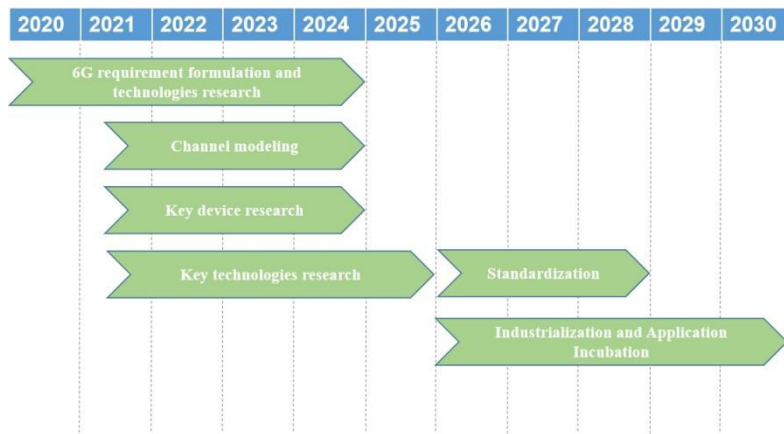 2020 2021 2022 2023 2024 2025 2026 2027 2028 2029 2030
6G requirement formulation and
technologies research
Channel modeling
Key device research
Key technologies research
Standardization
Industrialization and Application
Incubation